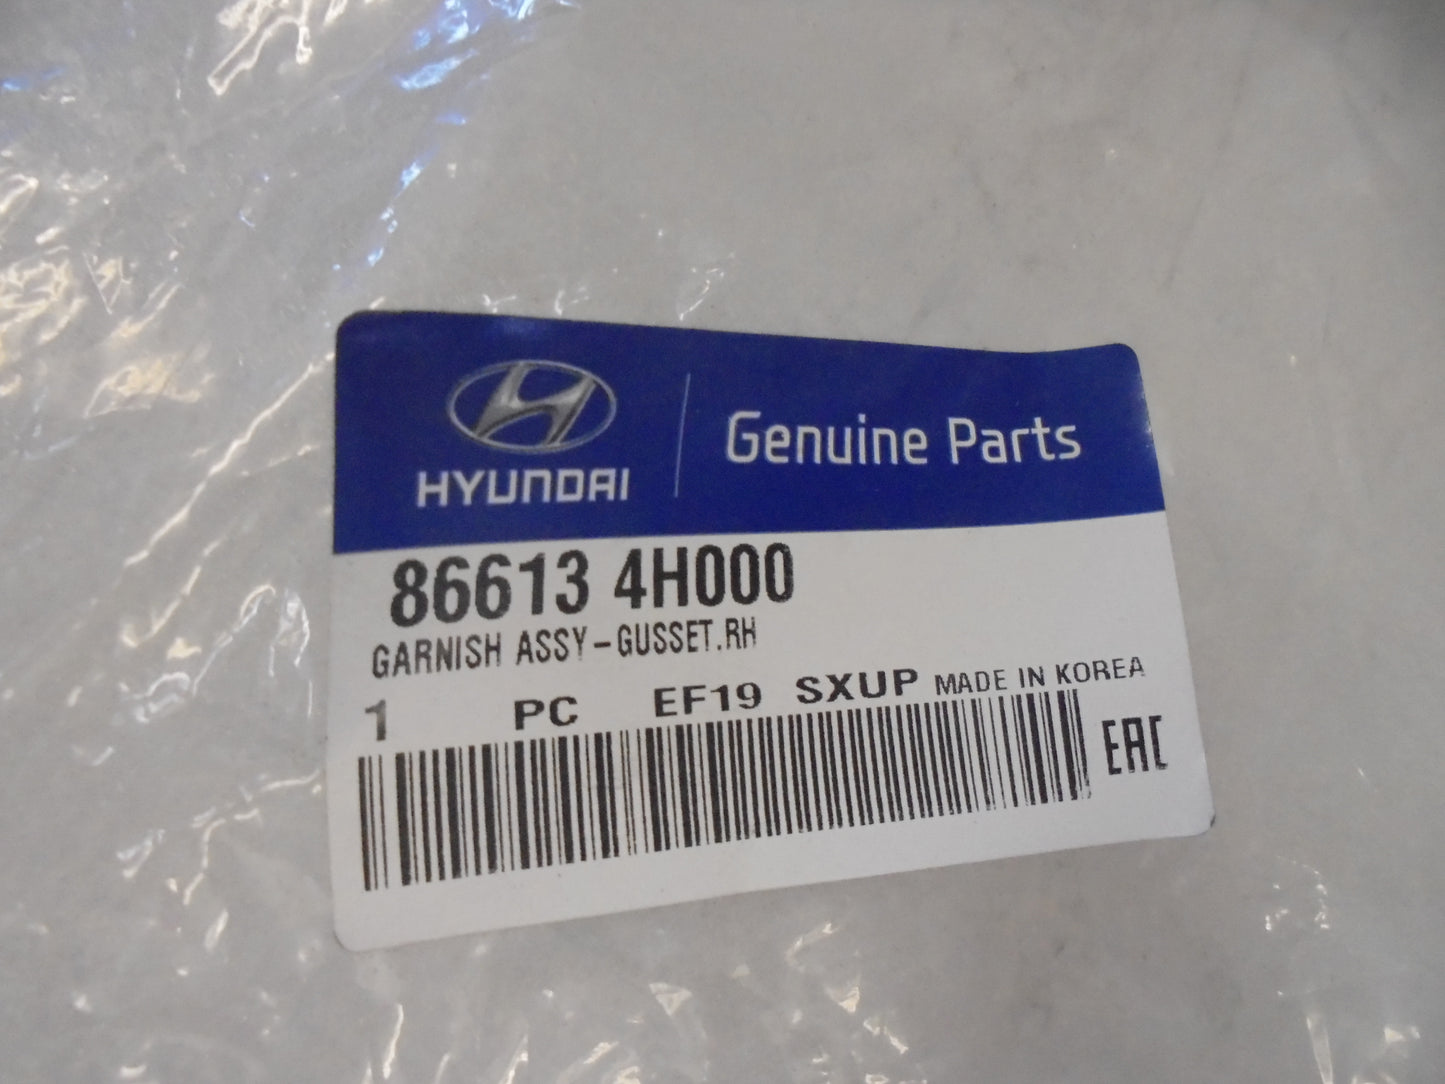 HYUNDAI
Genuine Parts
86613 4H000
GARNISH ASSY-GUSSET.RH
1 PC EF19 SXUP MADE IN KOREA
EAC